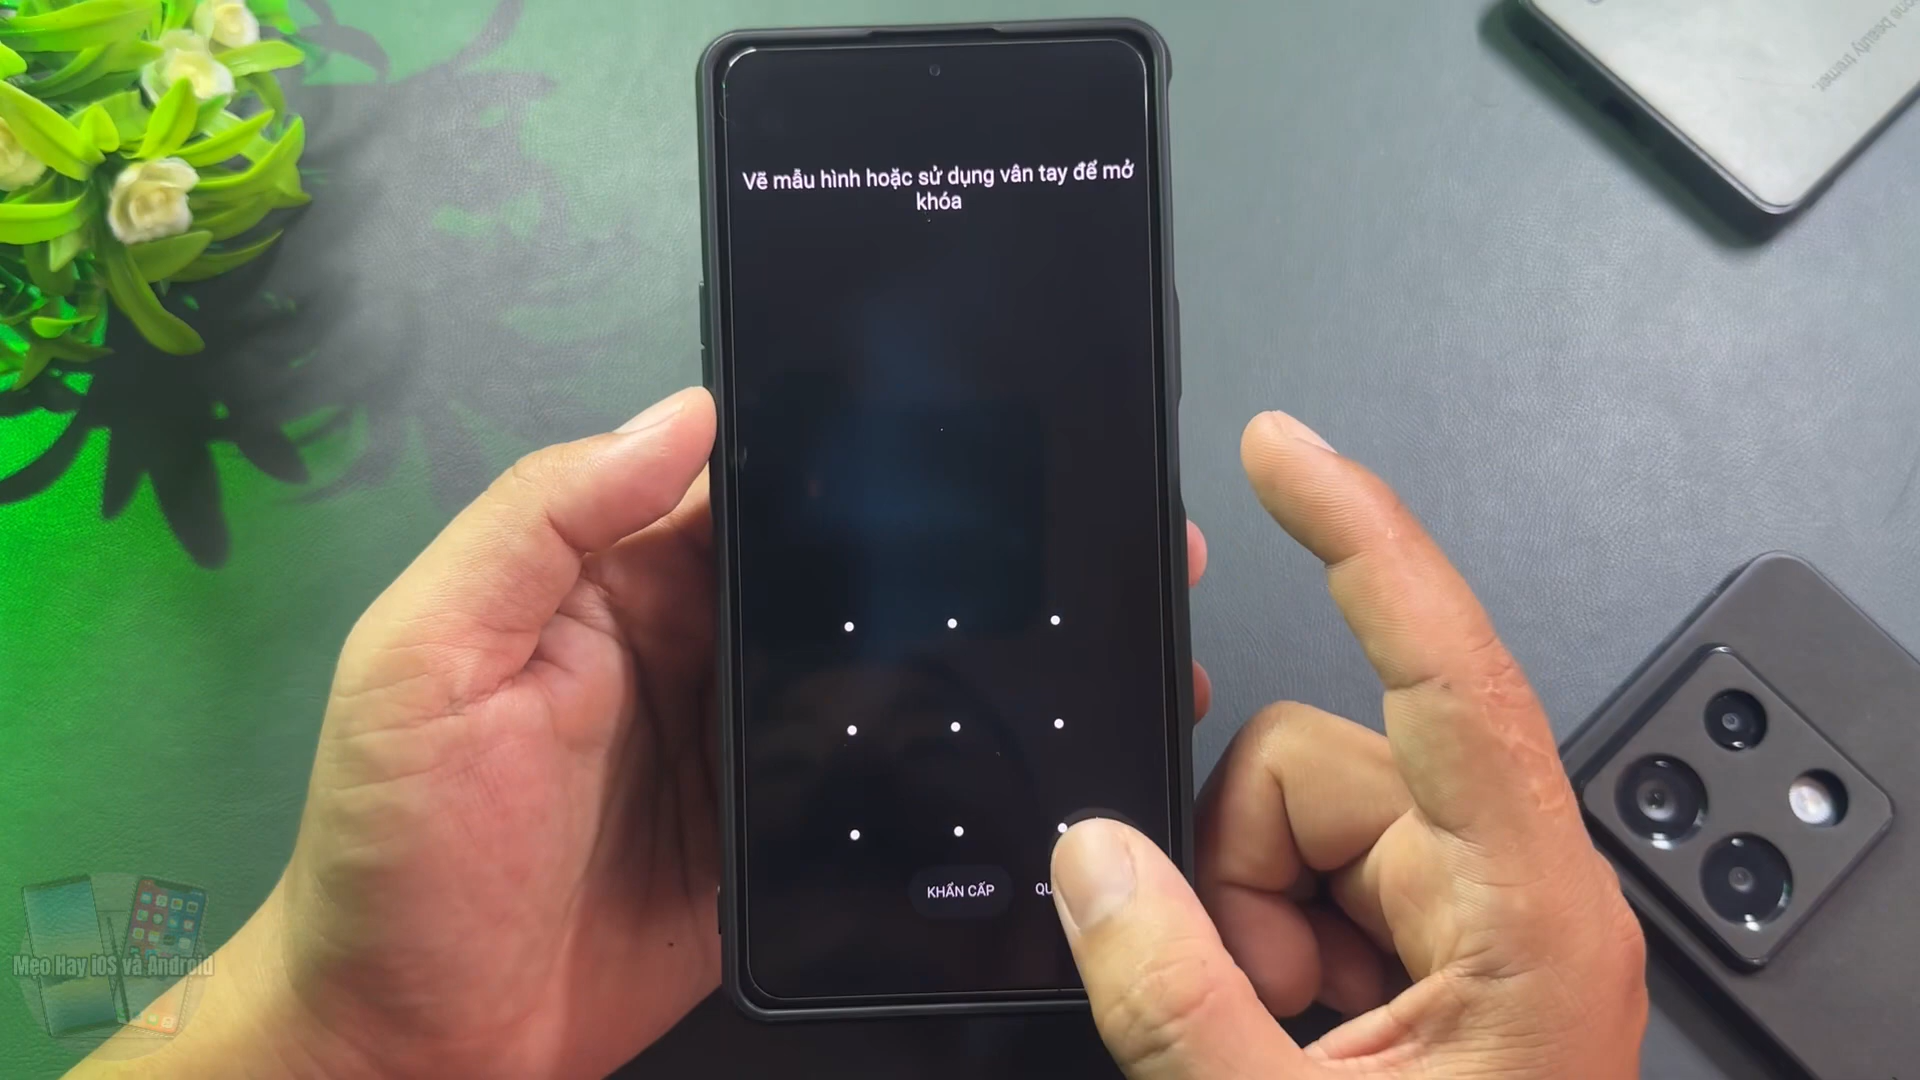 Vẽ mẫu hình hoặc sử dụng vân tay để mở
khóa
KHẨN CẤP
Mẹo Hay iOS và Android